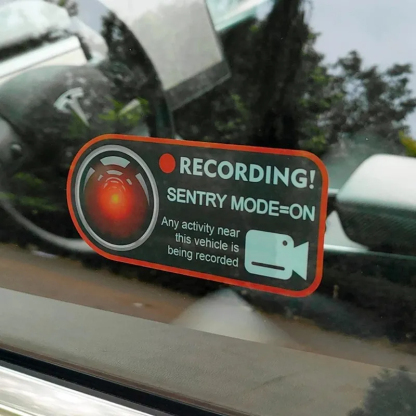 RECORDING!
SENTRY MODE=ON
Any activity near
this vehicle is
being recorded